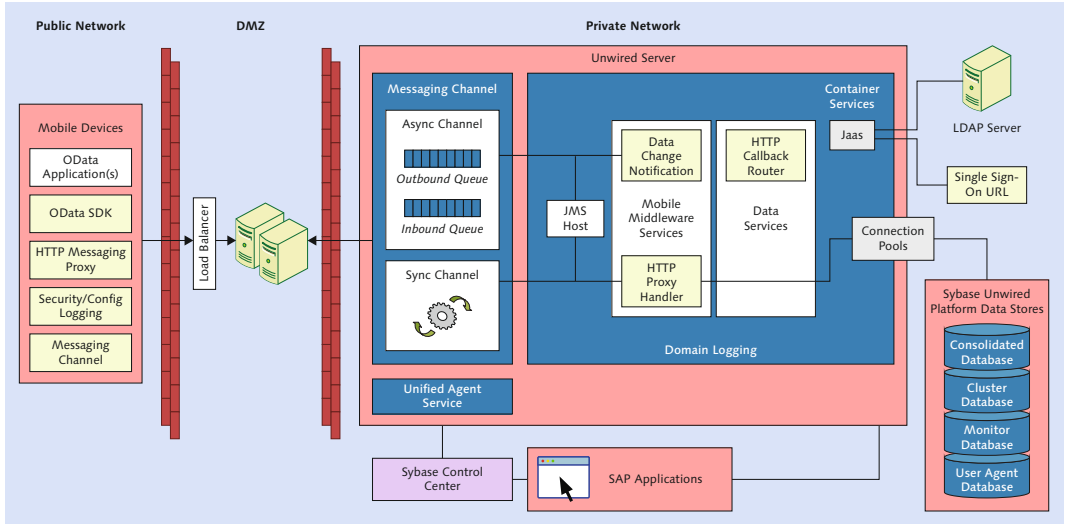 Public Network
DMZ
Private Network
Mobile Devices
OData
Application(s)
OData SDK
HTTP Messaging
Proxy
Security/Config
Logging
Messaging
Channel
Load Balancer
Unwired Server
Messaging Channel
Async Channel
Outbound Queue
Inbound Queue
Sync Channel
Unified Agent
Service
JMS
Host
Data
Change
Notification
Mobile
Middleware
Services
HTTP
Proxy
Handler
HTTP
Callback
Router
Data
Services
Domain Logging
Container
Services
Jaas
Connection
Pools
LDAP Server
Single Sign-
On URL
Sybase Unwired
Platform Data Stores
Consolidated
Database
Cluster
Database
Monitor
Database
User Agent
Database
Sybase Control
Center
SAP Applications